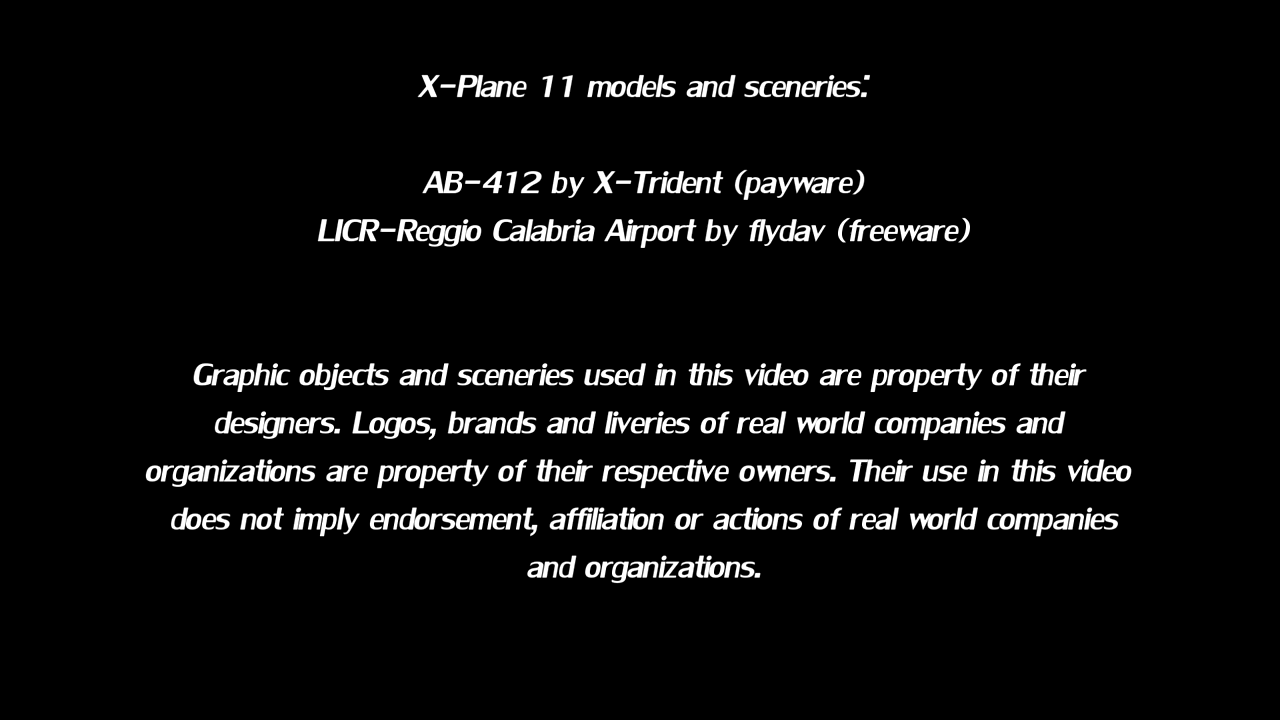 X-Plane 11 models and sceneries:
AB-412 by X-Trident (payware)
LICR-Reggio Calabria Airport by flydav (freeware)
Graphic objects and sceneries used in this video are property of their
designers. Logos, brands and liveries of real world companies and
organizations are property of their respective owners. Their use in this video
does not imply endorsement, affiliation or actions of real world companies
and organizations.